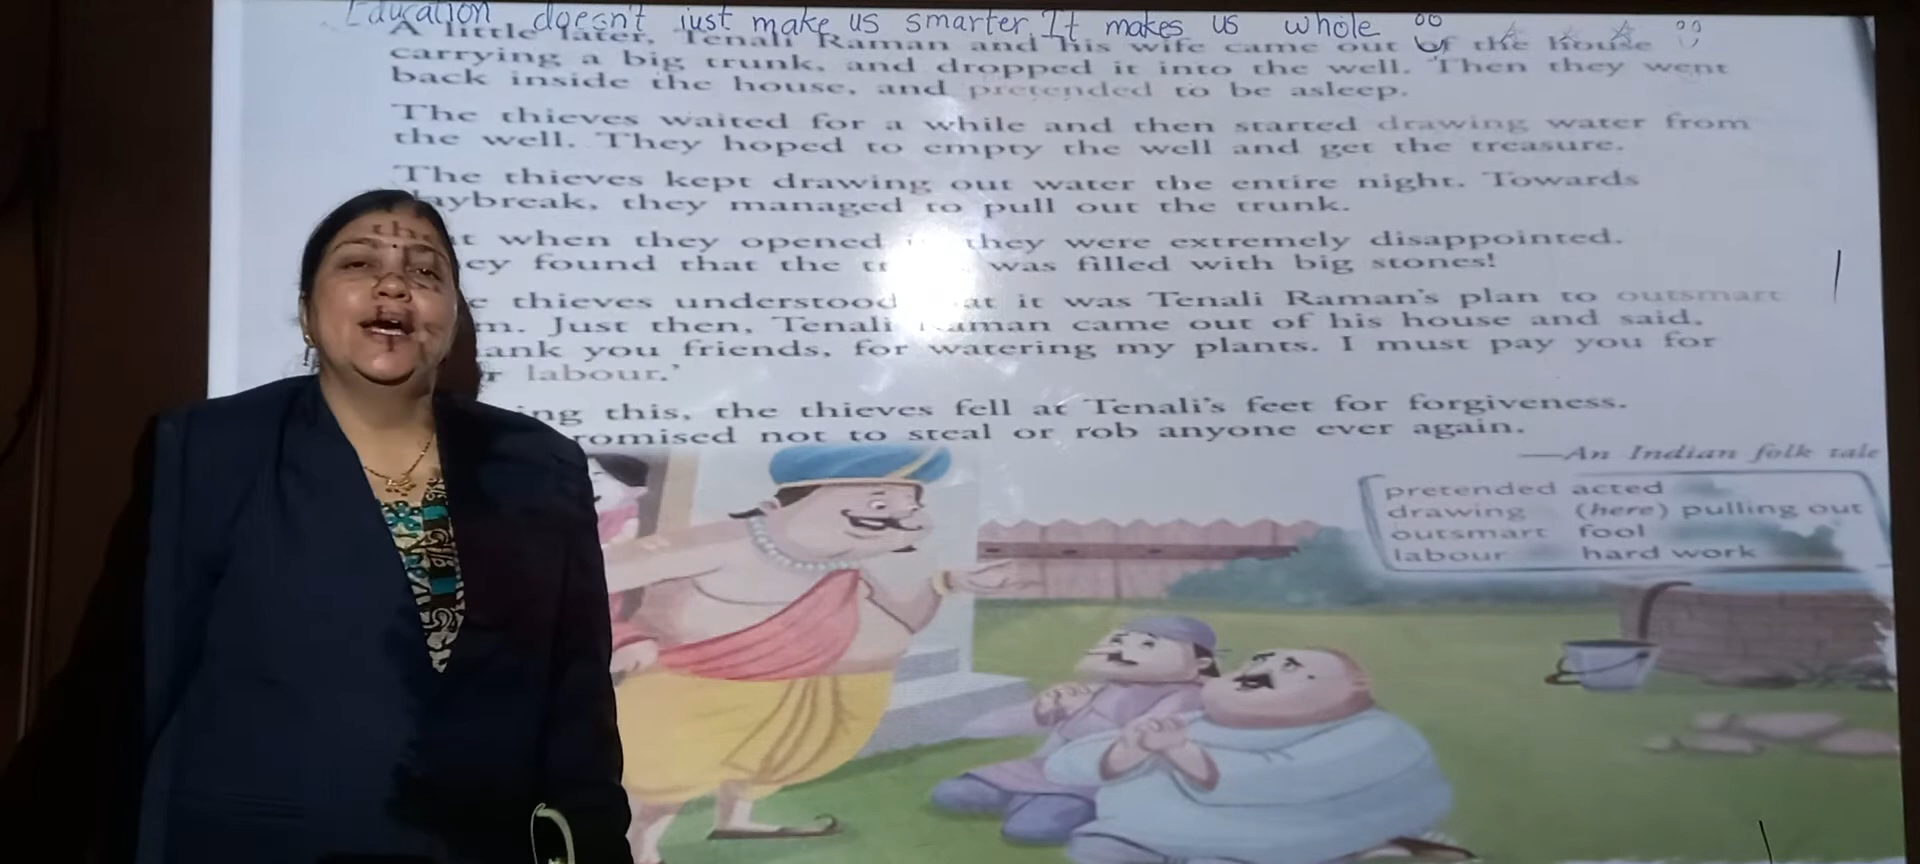 Education doesn't just make us smarter. It makes us whole
A little later, Tenali Raman and his wife came out of the house
carrying a big trunk, and dropped it into the well. Then they went
back inside the house, and pretended to be asleep.
The thieves waited for a while and then started drawing water from
the well. They hoped to empty the well and get the treasure.
The thieves kept drawing out water the entire night. Towards
aybreak, they managed to pull out the trunk.
when they opened they were extremely disappointed.
ey found that the was filled with big stones!
e thieves understood at it was Tenali Raman's plan to outsmart
m. Just then, Tenali Raman came out of his house and said,
ank you friends, for watering my plants. I must pay you for
r labour.'
ing this, the thieves fell at Tenali's feet for forgiveness.
romised not to steal or rob anyone ever again.
—An Indian folk tale
pretended acted
drawing (here) pulling out
outsmart fool
labour hard work